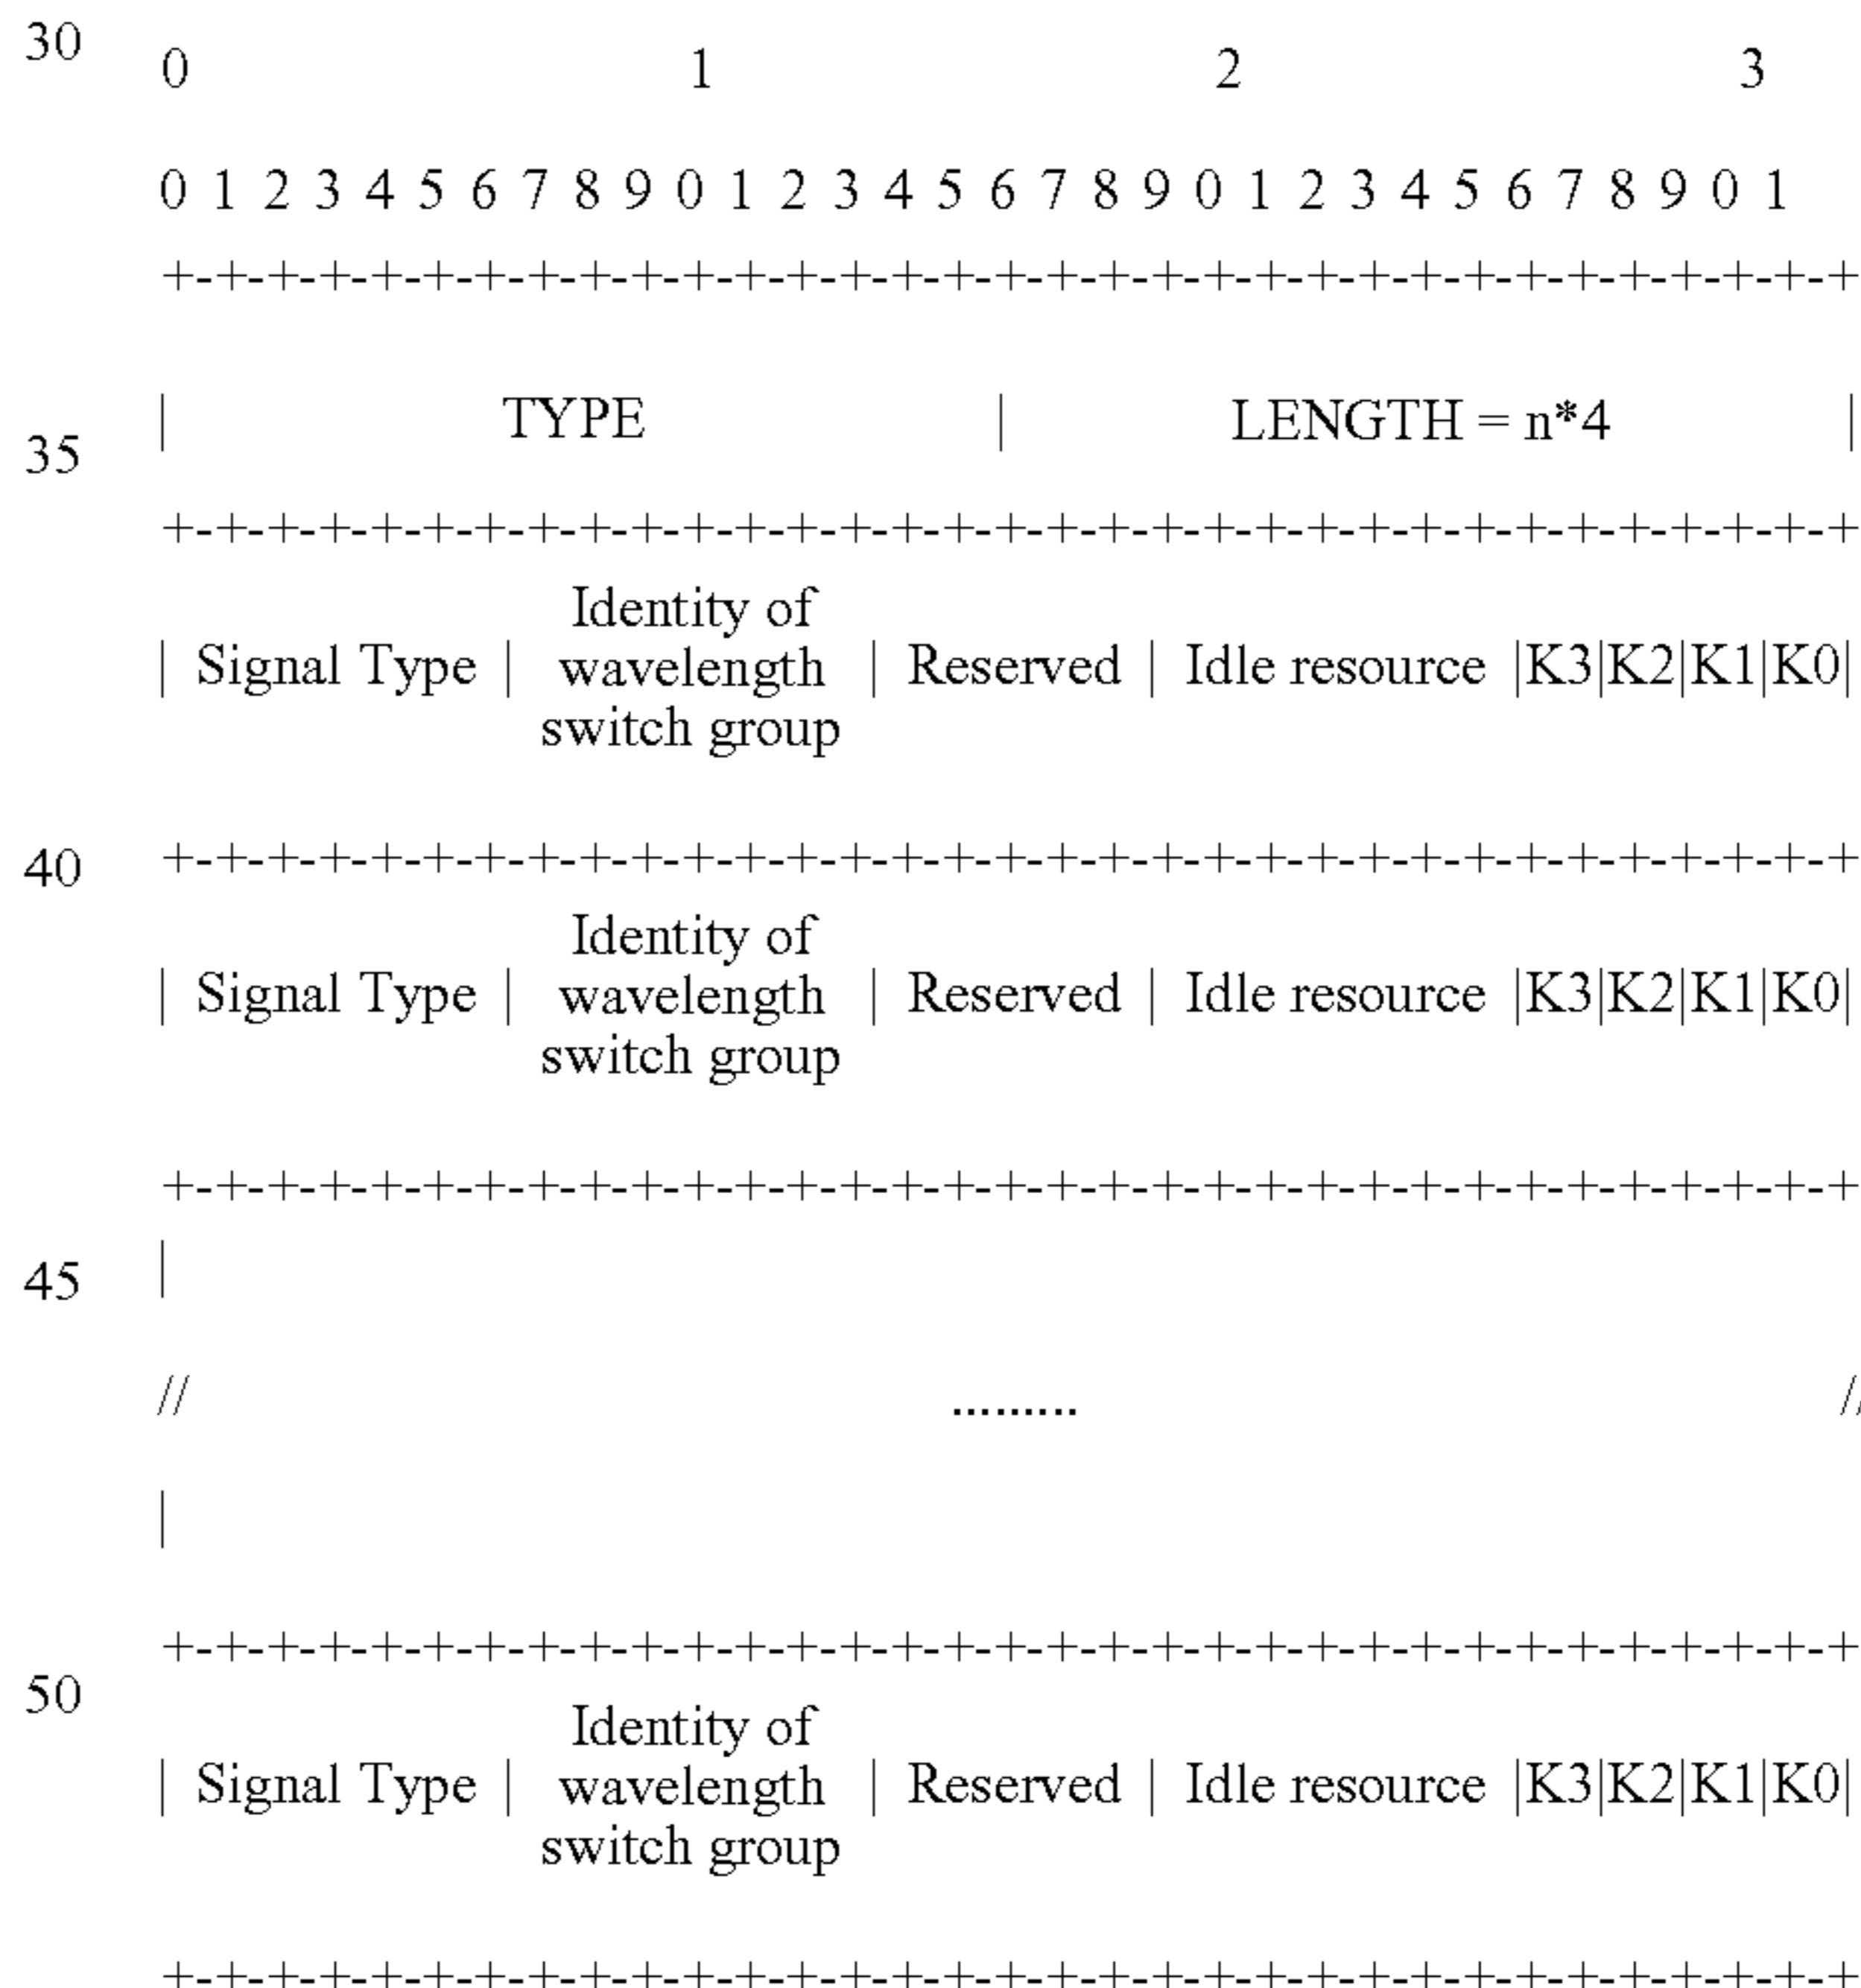 30
0 1 2 3
0 1 2 3 4 5 6 7 8 9 0 1 2 3 4 5 6 7 8 9 0 1 2 3 4 5 6 7 8 9 0 1
+-+-+-+-+-+-+-+-+-+-+-+-+-+-+-+-+-+-+-+-+-+-+-+-+-+-+-+-+-+-+-+-+
| TYPE | LENGTH = n*4 |
35
+-+-+-+-+-+-+-+-+-+-+-+-+-+-+-+-+-+-+-+-+-+-+-+-+-+-+-+-+-+-+-+-+
Identity of
| Signal Type | wavelength | Reserved | Idle resource |K3|K2|K1|K0|
switch group
40
+-+-+-+-+-+-+-+-+-+-+-+-+-+-+-+-+-+-+-+-+-+-+-+-+-+-+-+-+-+-+-+-+
Identity of
| Signal Type | wavelength | Reserved | Idle resource |K3|K2|K1|K0|
switch group
+-+-+-+-+-+-+-+-+-+-+-+-+-+-+-+-+-+-+-+-+-+-+-+-+-+-+-+-+-+-+-+-+
|
45
// ......... //
|
+-+-+-+-+-+-+-+-+-+-+-+-+-+-+-+-+-+-+-+-+-+-+-+-+-+-+-+-+-+-+-+-+
50
Identity of
| Signal Type | wavelength | Reserved | Idle resource |K3|K2|K1|K0|
switch group
+-+-+-+-+-+-+-+-+-+-+-+-+-+-+-+-+-+-+-+-+-+-+-+-+-+-+-+-+-+-+-+-+